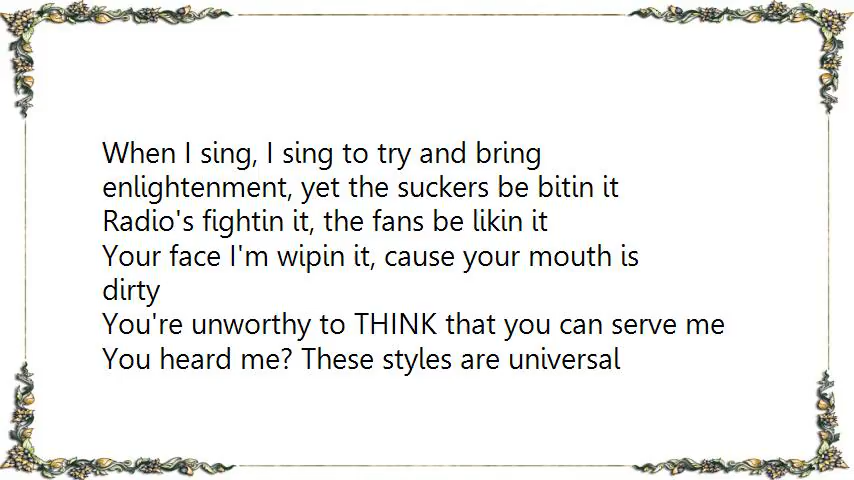 When I sing, I sing to try and bring
enlightenment, yet the suckers be bitin it
Radio's fightin it, the fans be likin it
Your face I'm wipin it, cause your mouth is
dirty
You're unworthy to THINK that you can serve me
You heard me? These styles are universal